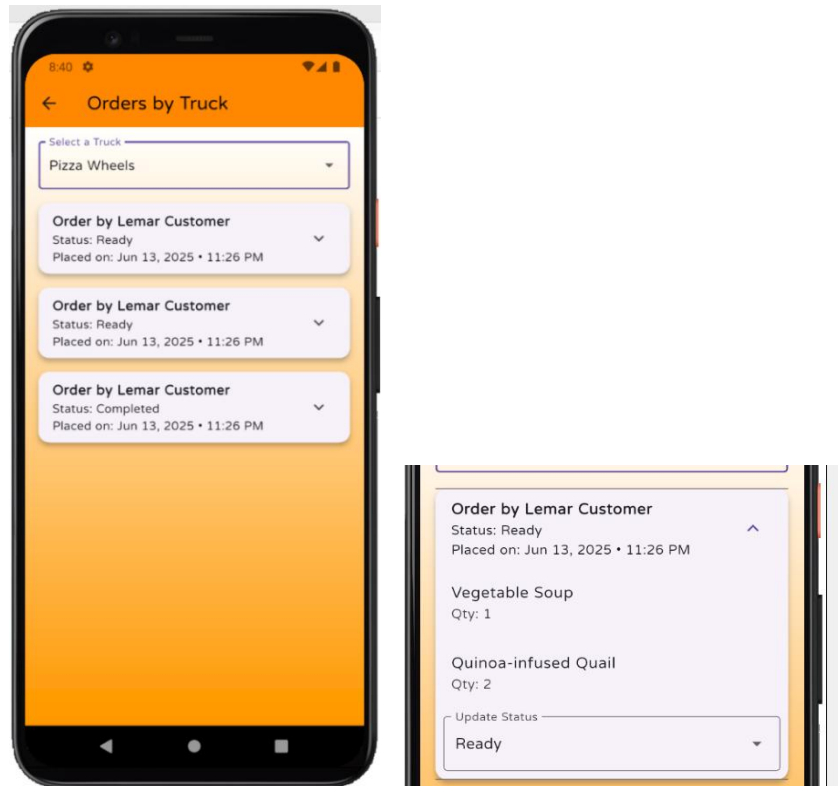 8:40
Orders by Truck
Select a Truck
Pizza Wheels
Order by Lemar Customer
Status: Ready
Placed on: Jun 13, 2025 • 11:26 PM
Order by Lemar Customer
Status: Ready
Placed on: Jun 13, 2025 • 11:26 PM
Order by Lemar Customer
Status: Completed
Placed on: Jun 13, 2025 • 11:26 PM
Order by Lemar Customer
Status: Ready
Placed on: Jun 13, 2025 • 11:26 PM
Vegetable Soup
Qty: 1
Quinoa-infused Quail
Qty: 2
Update Status
Ready